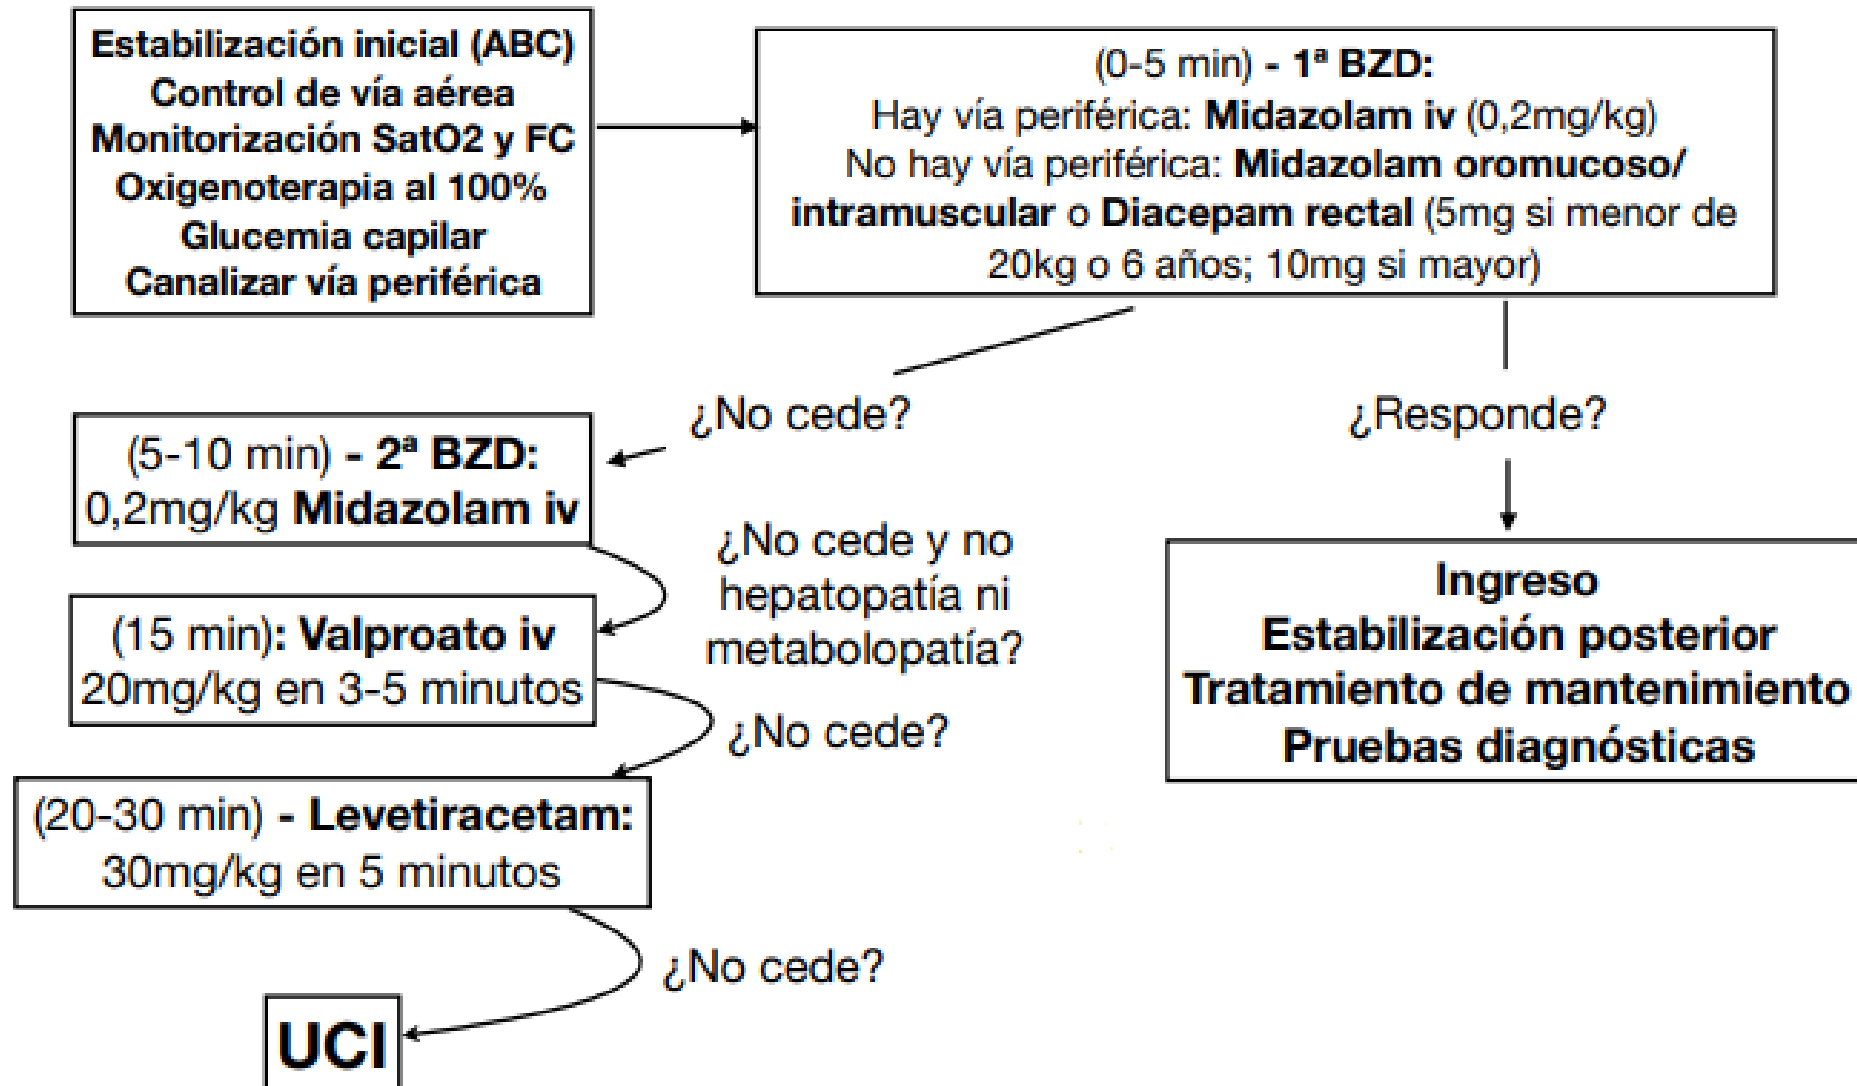 Estabilización inicial (ABC)
Control de vía aérea
Monitorización SatO2 y FC
Oxigenoterapia al 100%
Glucemia capilar
Canalizar vía periférica
(0-5 min) - 1ª BZD:
Hay vía periférica: Midazolam iv (0,2mg/kg)
No hay vía periférica: Midazolam oromucoso/
intramuscular o Diacepam rectal (5mg si menor de
20kg o 6 años; 10mg si mayor)
¿No cede?
¿Responde?
(5-10 min) - 2ª BZD:
0,2mg/kg Midazolam iv
¿No cede y no
hepatopatía ni
metabolopatía?
(15 min): Valproato iv
20mg/kg en 3-5 minutos
¿No cede?
Ingreso
Estabilización posterior
Tratamiento de mantenimiento
Pruebas diagnósticas
(20-30 min) - Levetiracetam:
30mg/kg en 5 minutos
¿No cede?
UCI